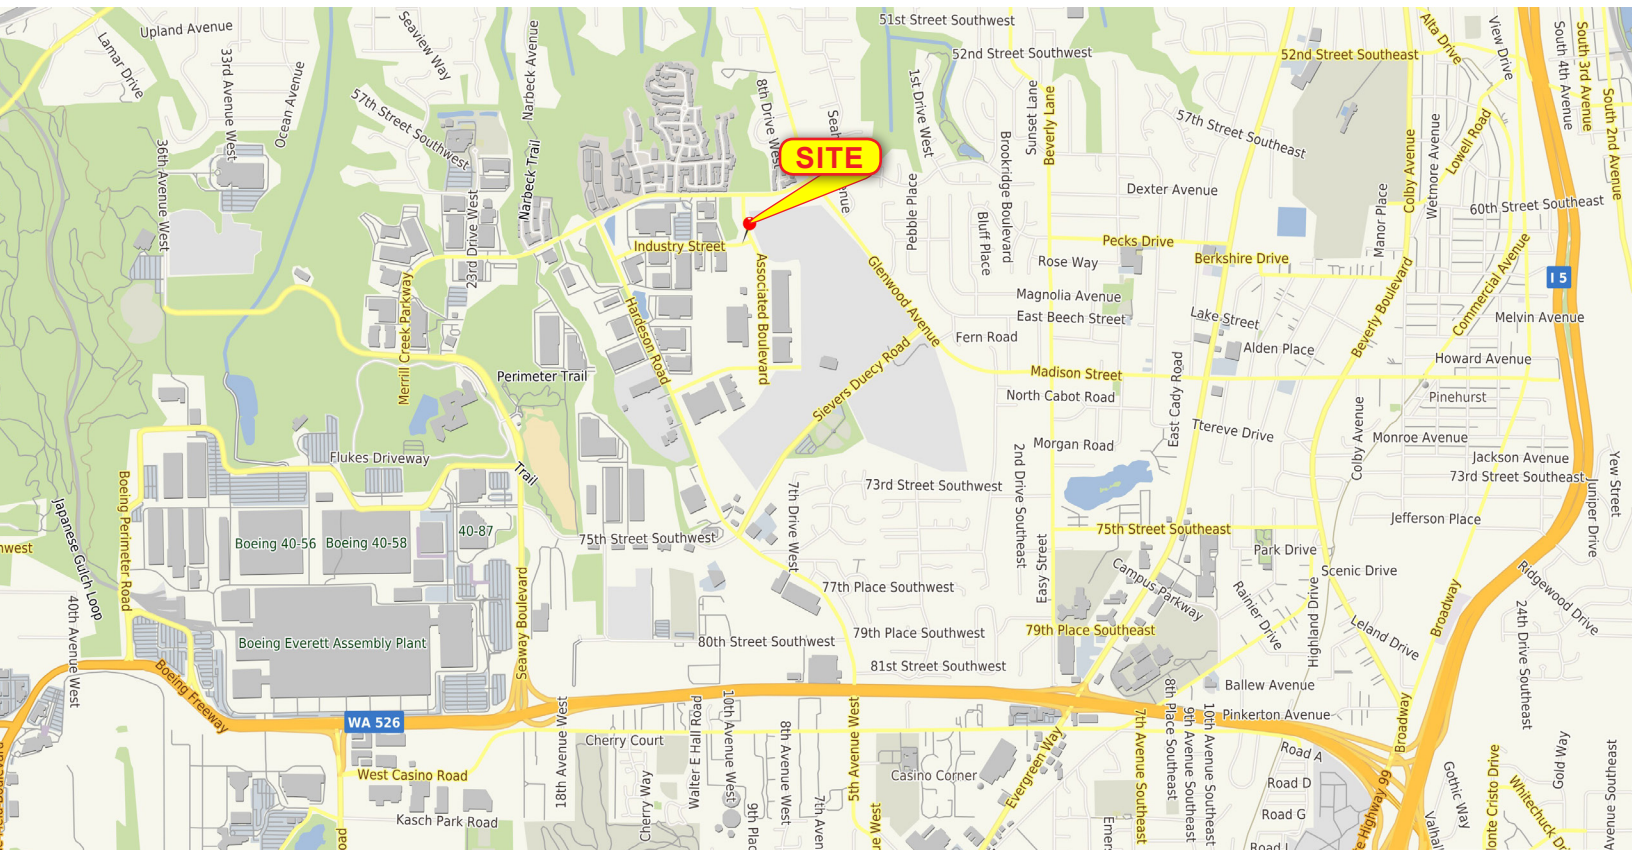 51st Street Southwest
Upland Avenue
Lamar Drive
33rd Avenue West
Ocean Avenue
Seaview Way
Narbeck Avenue
52nd Street Southwest
52nd Street Southeast
Alta Drive
View Drive
South 4th Avenue
South 3rd Avenue
South 2nd Avenue
57th Street Southwest
8th Drive West
1st Drive West
Sunset Lane
Beverly Lane
57th Street Southeast
Lowell Road
Wetmore Avenue
Colby Avenue
SITE
36th Avenue West
Narbeck Trail
Brookridge Boulevard
Dexter Avenue
60th Street Southeast
Manor Place
Pebble Place
Bluff Place
23rd Drive West
Industry Street
Pecks Drive
Berkshire Drive
Rose Way
Commercial Avenue
I 5
Glenwood Avenue
Associated Boulevard
Hardeson Road
Merrill Creek Parkway
Magnolia Avenue
East Beech Street
Lake Street
Beverly Boulevard
Melvin Avenue
Fern Road
Alden Place
Howard Avenue
Sievers Duecy Road
Perimeter Trail
Madison Street
East Cady Road
North Cabot Road
Pinehurst
Colby Avenue
Ttereve Drive
Monroe Avenue
Morgan Road
Flukes Driveway
Trail
Jackson Avenue
73rd Street Southeast
Yew Street
Juniper Drive
73rd Street Southwest
2nd Drive Southeast
7th Drive West
Boeing Perimeter Road
Japanese Gulch Loop
Jefferson Place
75th Street Southeast
75th Street Southwest
Boeing 40-56
Boeing 40-58
40-87
Park Drive
Scenic Drive
Easy Street
Campus Parkway
Rainier Drive
Highland Drive
Ridgewood Drive
77th Place Southwest
Broadway
24th Drive Southeast
Leland Drive
40th Avenue West
Seaway Boulevard
Boeing Everett Assembly Plant
79th Place Southwest
79th Place Southeast
80th Street Southwest
81st Street Southwest
Ballew Avenue
Boeing Freeway
WA 526
Pinkerton Avenue
8th Place Southeast
7th Avenue Southeast
9th Avenue Southeast
10th Avenue Southeast
Broadway
18th Avenue West
Walter E Hall Road
10th Avenue West
8th Avenue West
5th Avenue West
Cherry Court
Road A
West Casino Road
Casino Corner
Evergreen Way
Road D
Gothic Way
Gold Way
Whitechuck
Cherry Way
Kasch Park Road
Road G
Highway 99